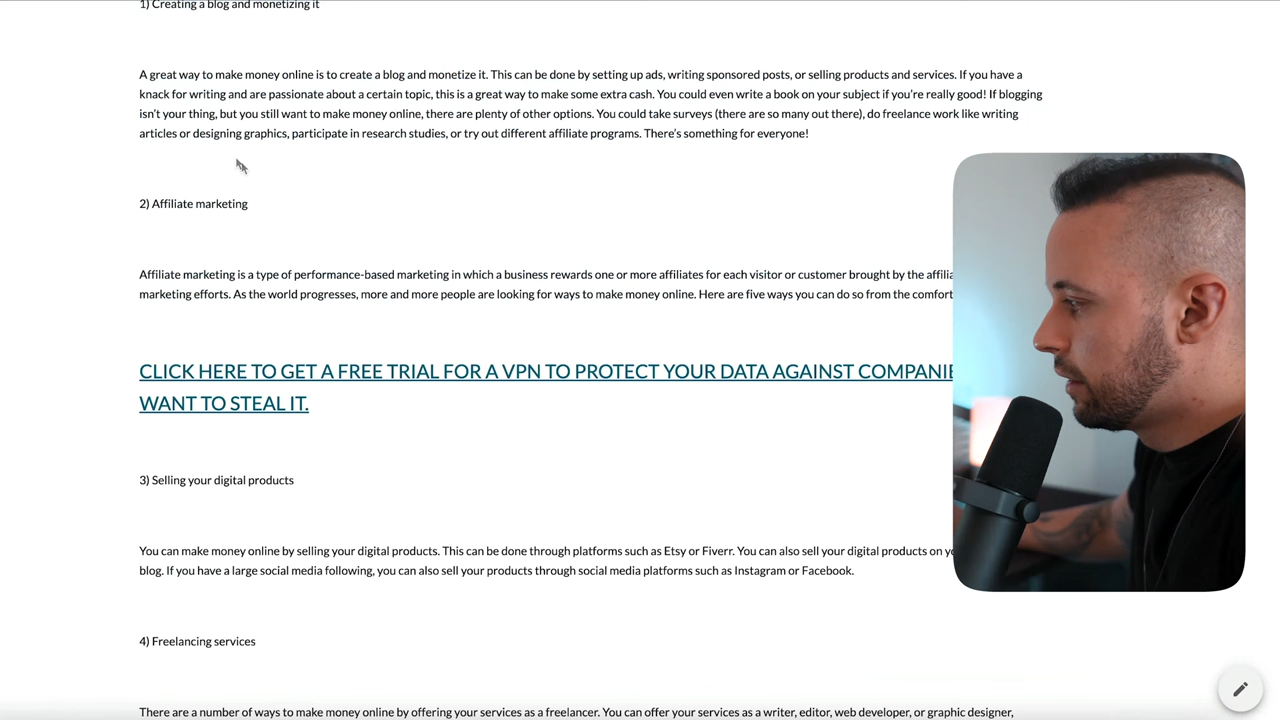 1) Creating a blog and monetizing it
A great way to make money online is to create a blog and monetize it. This can be done by setting up ads, writing sponsored posts, or selling products and services. If you have a
knack for writing and are passionate about a certain topic, this is a great way to make some extra cash. You could even write a book on your subject if you're really good! If blogging
isn't your thing, but you still want to make money online, there are plenty of other options. You could take surveys (there are so many out there), do freelance work like writing
articles or designing graphics, participate in research studies, or try out different affiliate programs. There's something for everyone!
2) Affiliate marketing
Affiliate marketing is a type of performance-based marketing in which a business rewards one or more affiliates for each visitor or customer brought by the
marketing efforts. As the world progresses, more and more people are looking for ways to make money online. Here are five ways you can do so from the comfort
CLICK HERE TO GET A FREE TRIAL FOR A VPN TO PROTECT YOUR DATA AGAINST
WANT TO STEAL IT.
3) Selling your digital products
You can make money online by selling your digital products. This can be done through platforms such as Etsy or Fiverr. You can also sell your digital products on
blog. If you have a large social media following, you can also sell your products through social media platforms such as Instagram or Facebook.
4) Freelancing services
There are a number of ways to make money online by offering your services as a freelancer. You can offer your services as a writer, editor, web developer, or graphic designer,